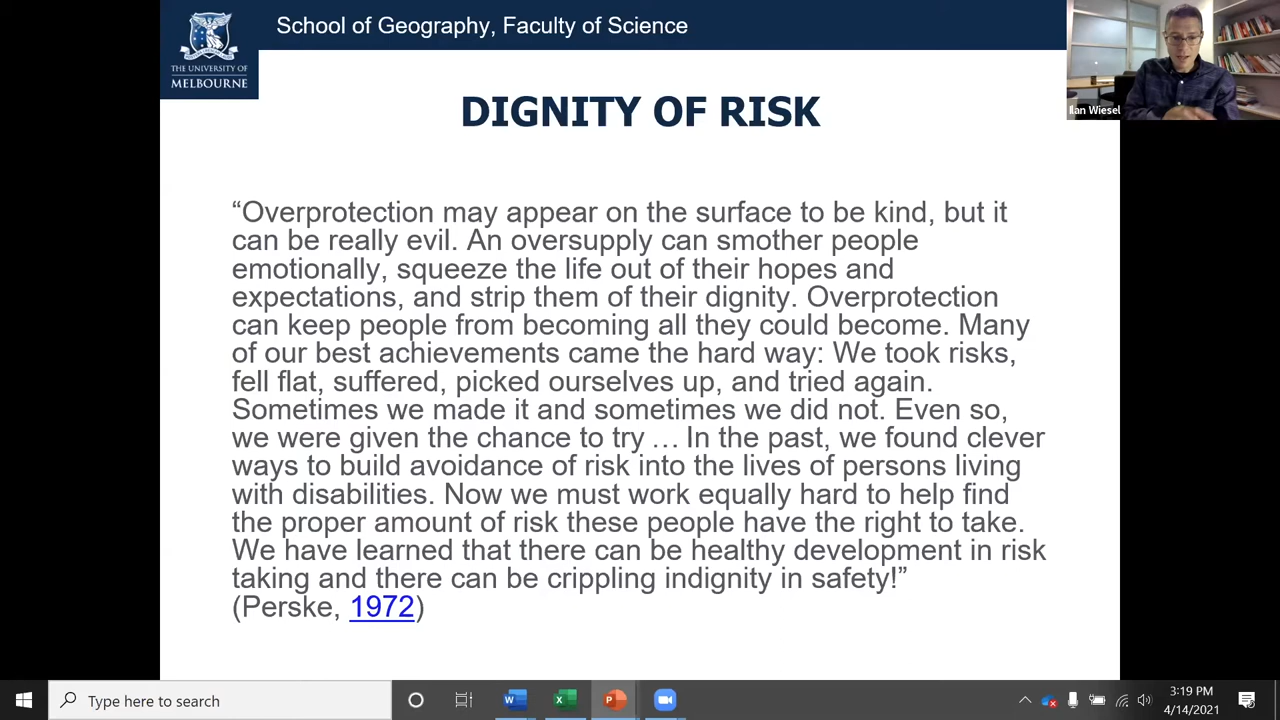 School of Geography, Faculty of Science
THE UNIVERSITY OF
MELBOURNE
Ilan Wiesel
DIGNITY OF RISK
“Overprotection may appear on the surface to be kind, but it
can be really evil. An oversupply can smother people
emotionally, squeeze the life out of their hopes and
expectations, and strip them of their dignity. Overprotection
can keep people from becoming all they could become. Many
of our best achievements came the hard way: We took risks,
fell flat, suffered, picked ourselves up, and tried again.
Sometimes we made it and sometimes we did not. Even so,
we were given the chance to try … In the past, we found clever
ways to build avoidance of risk into the lives of persons living
with disabilities. Now we must work equally hard to help find
the proper amount of risk these people have the right to take.
We have learned that there can be healthy development in risk
taking and there can be crippling indignity in safety!”
(Perske, 1972)
Type here to search
3:19 PM
4/14/2021